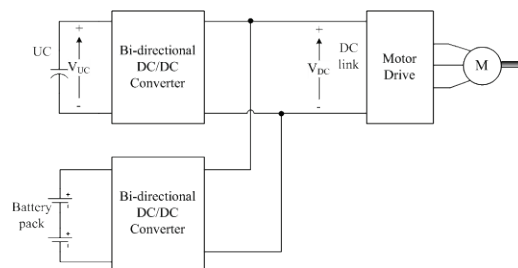 UC
+
V_UC
-
Bi-directional
DC/DC
Converter
+
V_DC
-
DC
link
Motor
Drive
M
Battery
pack
+
-
+
-
Bi-directional
DC/DC
Converter